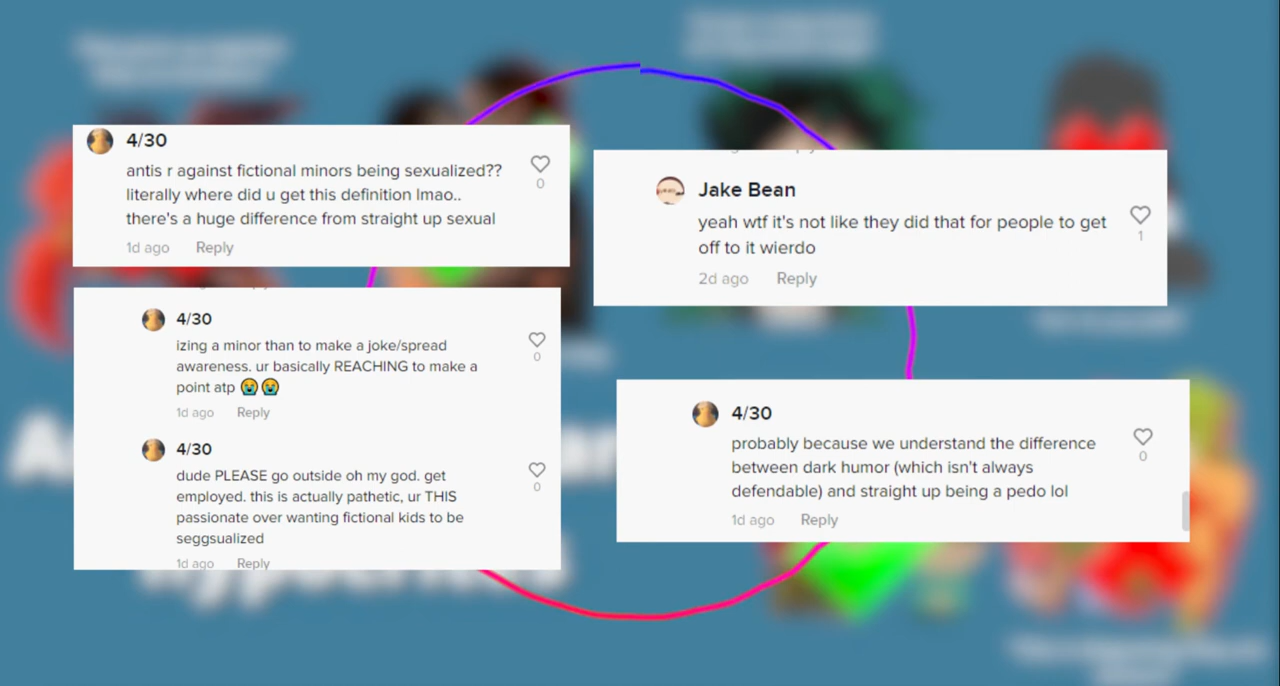 4/30
antis r against fictional minors being sexualized??
literally where did u get this definition lmao..
there's a huge difference from straight up sexual
1d ago Reply
0
4/30
izing a minor than to make a joke/spread
awareness. ur basically REACHING to make a
point atp 😭😭
1d ago Reply
0
4/30
dude PLEASE go outside oh my god. get
employed. this is actually pathetic, ur THIS
passionate over wanting fictional kids to be
seggsualized
1d ago Reply
0
Jake Bean
yeah wtf it's not like they did that for people to get
off to it wierdo
2d ago Reply
1
4/30
probably because we understand the difference
between dark humor (which isn't always
defendable) and straight up being a pedo lol
1d ago Reply
0